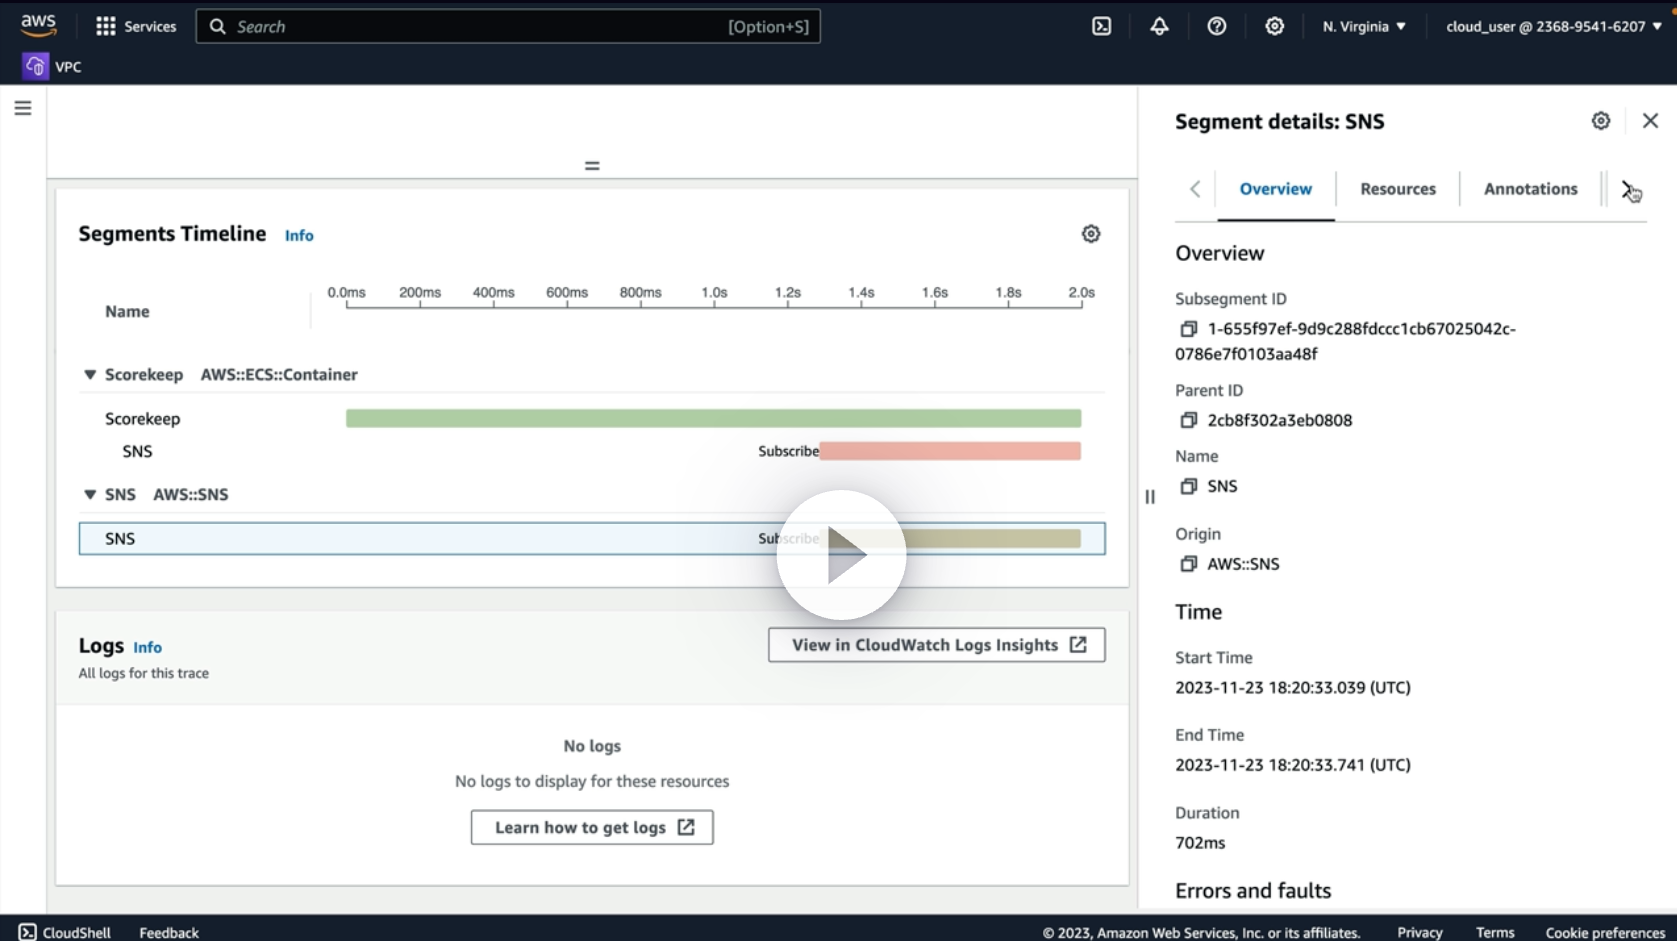 aws
Services
Search
[Option+S]
N. Virginia
cloud_user @ 2368-9541-6207
VPC
Segments Timeline Info
Name
0.0ms 200ms 400ms 600ms 800ms 1.0s 1.2s 1.4s 1.6s 1.8s 2.0s
Scorekeep AWS::ECS::Container
Scorekeep
SNS
Subscribe
SNS AWS::SNS
SNS
Subscribe
Logs Info
All logs for this trace
View in CloudWatch Logs Insights
No logs
No logs to display for these resources
Learn how to get logs
Segment details: SNS
Overview
Resources
Annotations
Overview
Subsegment ID
1-655f97ef-9d9c288fdccc1cb67025042c-
0786e7f0103aa48f
Parent ID
2cb8f302a3eb0808
Name
SNS
Origin
AWS::SNS
Time
Start Time
2023-11-23 18:20:33.039 (UTC)
End Time
2023-11-23 18:20:33.741 (UTC)
Duration
702ms
Errors and faults
CloudShell
Feedback
© 2023, Amazon Web Services, Inc. or its affiliates.
Privacy
Terms
Cookie preferences